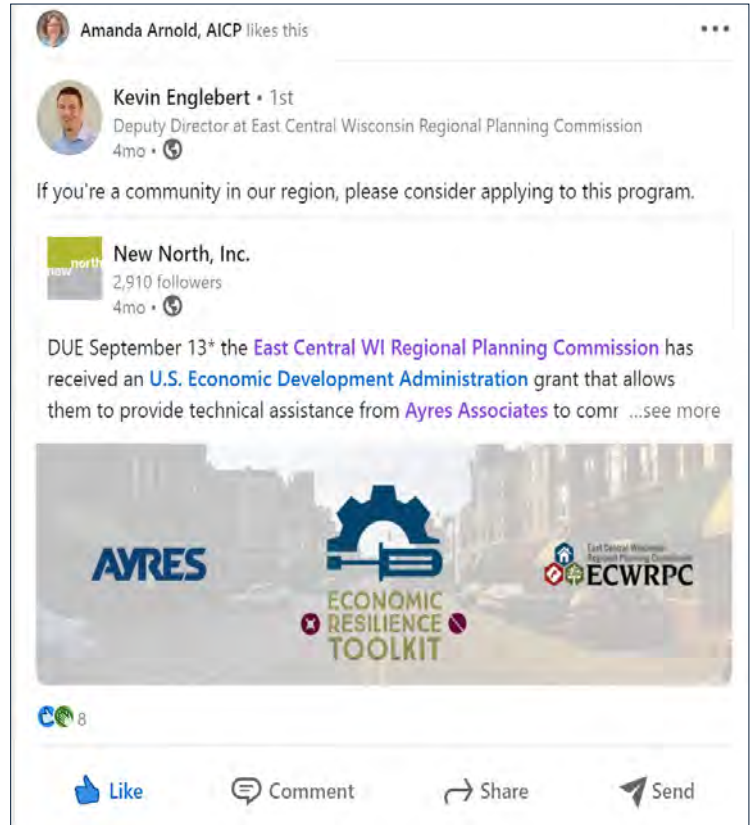 Amanda Arnold, AICP likes this
Kevin Englebert • 1st
Deputy Director at East Central Wisconsin Regional Planning Commission
4mo •
If you're a community in our region, please consider applying to this program.
new north
New North, Inc.
2,910 followers
4mo •
DUE September 13* the East Central WI Regional Planning Commission has
received an U.S. Economic Development Administration grant that allows
them to provide technical assistance from Ayres Associates to comr ...see more
AYRES
ECONOMIC
RESILIENCE
TOOLKIT
East Central Wisconsin
Regional Planning Commission
ECWRPC
8
Like
Comment
Share
Send